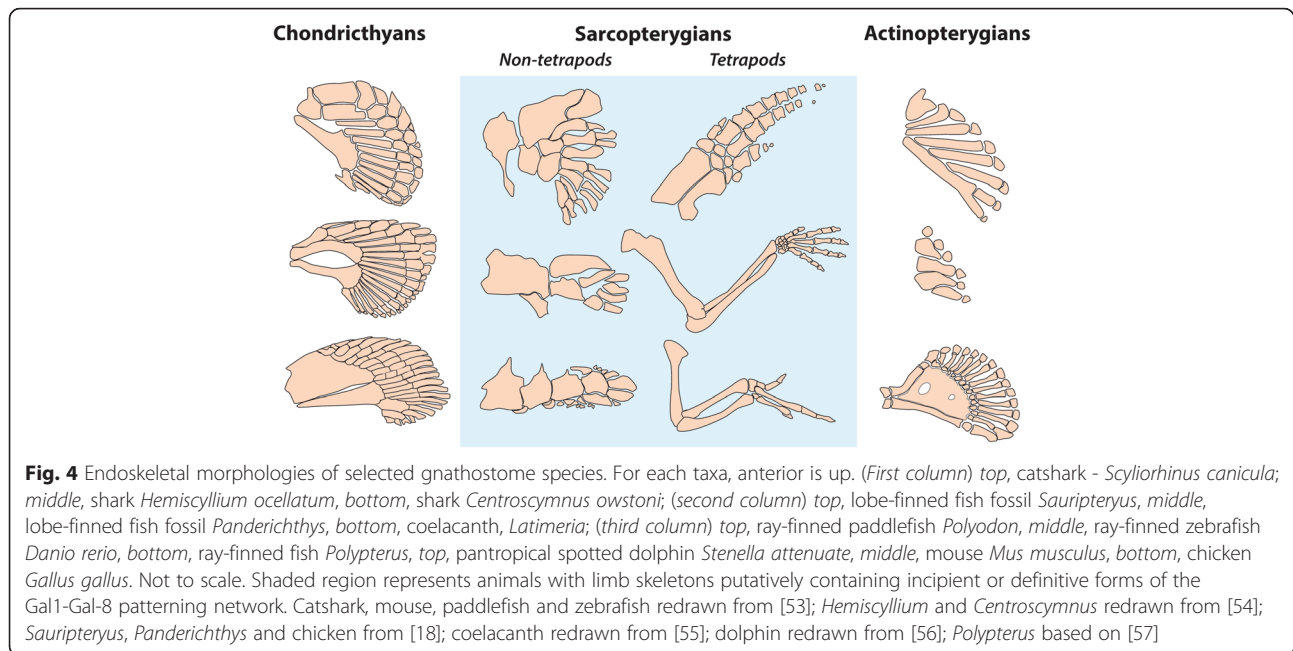 Chondricthyans
Sarcopterygians
Actinopterygians
Non-tetrapods
Tetrapods
Fig. 4 Endoskeletal morphologies of selected gnathostome species. For each taxa, anterior is up. (First column) top, catshark - Scyliorhinus canicula;
middle, shark Hemiscyllium ocellatum, bottom, shark Centroscymnus owstoni; (second column) top, lobe-finned fish fossil Sauripteryus, middle,
lobe-finned fish fossil Panderichthys, bottom, coelacanth, Latimeria; (third column) top, ray-finned paddlefish Polyodon, middle, ray-finned zebrafish
Danio rerio, bottom, ray-finned fish Polypterus, top, pantropical spotted dolphin Stenella attenuate, middle, mouse Mus musculus, bottom, chicken
Gallus gallus. Not to scale. Shaded region represents animals with limb skeletons putatively containing incipient or definitive forms of the
Gal1-Gal-8 patterning network. Catshark, mouse, paddlefish and zebrafish redrawn from [53]; Hemiscyllium and Centroscymnus redrawn from [54];
Sauripteryus, Panderichthys and chicken from [18]; coelacanth redrawn from [55]; dolphin redrawn from [56]; Polypterus based on [57]